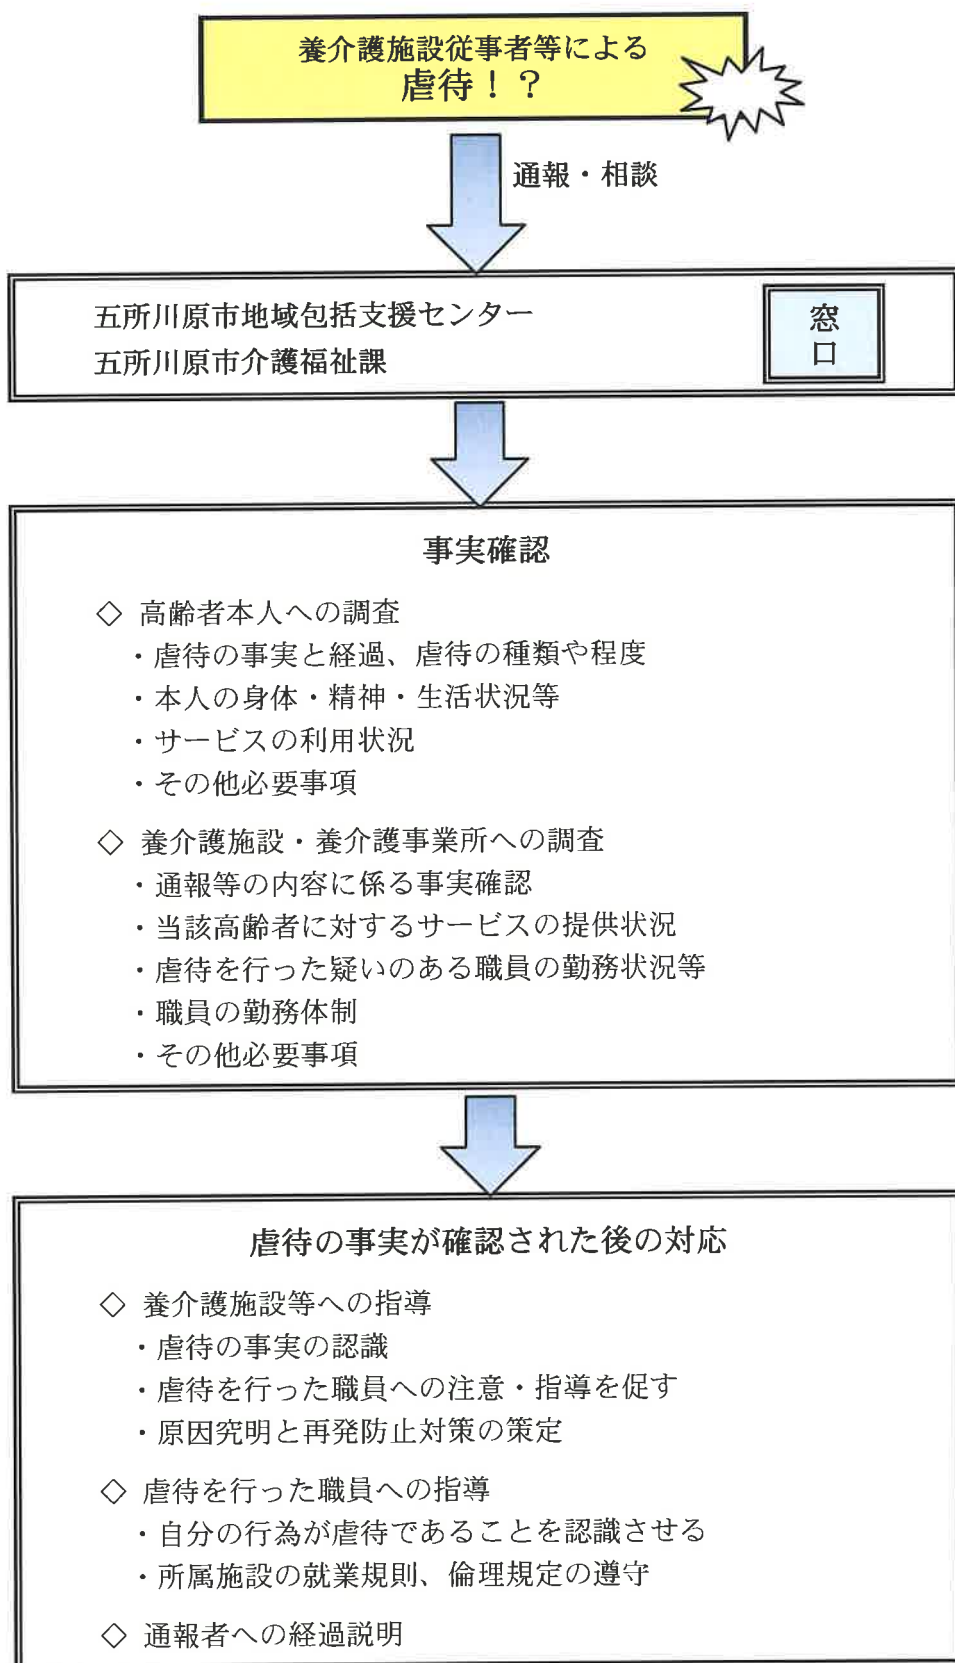 養介護施設従事者等による
虐待！？
通報・相談
五所川原市地域包括支援センター
五所川原市介護福祉課
窓
口
事実確認
◇ 高齢者本人への調査
・虐待の事実と経過、虐待の種類や程度
・本人の身体・精神・生活状況等
・サービスの利用状況
・その他必要事項
◇ 養介護施設・養介護事業所への調査
・通報等の内容に係る事実確認
・当該高齢者に対するサービスの提供状況
・虐待を行った疑いのある職員の勤務状況等
・職員の勤務体制
・その他必要事項
虐待の事実が確認された後の対応
◇ 養介護施設等への指導
・虐待の事実の認識
・虐待を行った職員への注意・指導を促す
・原因究明と再発防止対策の策定
◇ 虐待を行った職員への指導
・自分の行為が虐待であることを認識させる
・所属施設の就業規則、倫理規定の遵守
◇ 通報者への経過説明